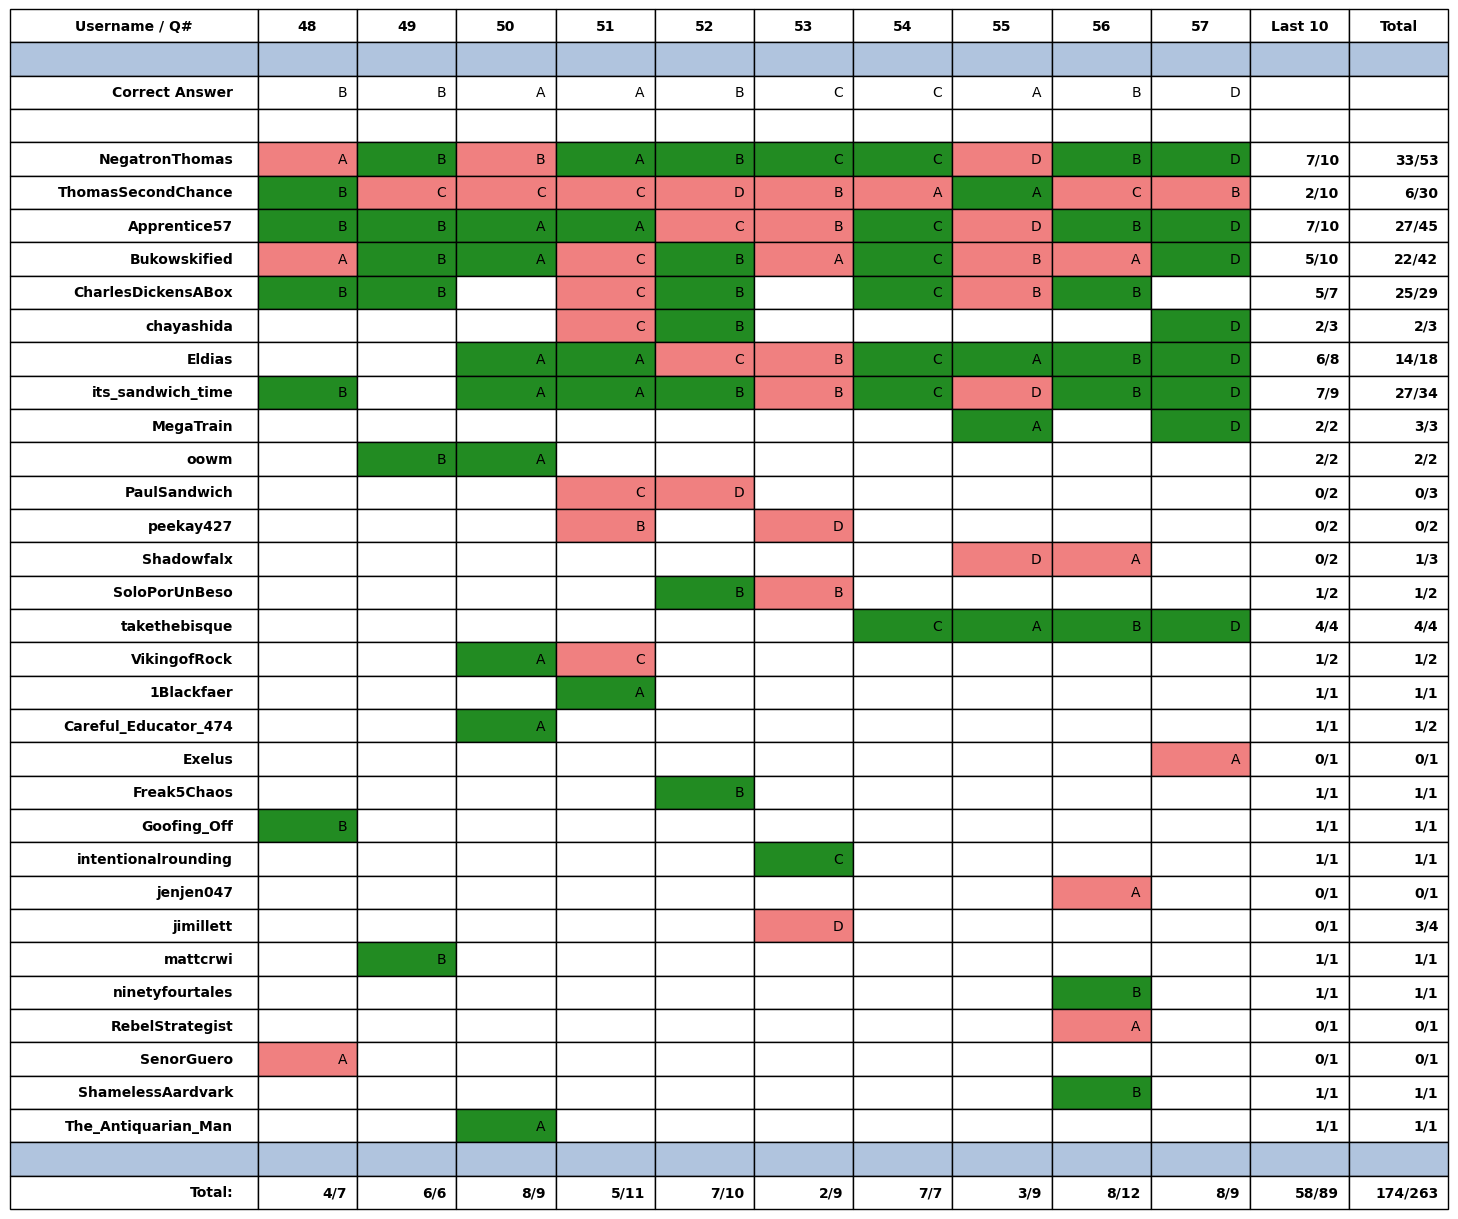 Username / Q# 48 49 50 51 52 53 54 55 56 57 Last 10 Total
Correct Answer B B A A B C C A B D
NegatronThomas A B B A B C C D B D 7/10 33/53
ThomasSecondChance B C C C D B A A C B 2/10 6/30
Apprentice57 B B A A C B C D B D 7/10 27/45
Bukowskified A B A C B A C B A D 5/10 22/42
CharlesDickensABox B B C B C B B 5/7 25/29
chayashida C B D 2/3 2/3
Eldias A A C B C A B D 6/8 14/18
its_sandwich_time B A A B B C D B D 7/9 27/34
MegaTrain A D 2/2 3/3
oowm B A 2/2 2/2
PaulSandwich C D 0/2 0/3
peekay427 B D 0/2 0/2
Shadowfalx D A 0/2 1/3
SoloPorUnBeso B B 1/2 1/2
takethebisque C A B D 4/4 4/4
VikingofRock A C 1/2 1/2
1Blackfaer A 1/1 1/1
Careful_Educator_474 A 1/1 1/2
Exelus A 0/1 0/1
Freak5Chaos B 1/1 1/1
Goofing_Off B 1/1 1/1
intentionalrounding C 1/1 1/1
jenjen047 A 0/1 0/1
jimillett D 0/1 3/4
mattcrwi B 1/1 1/1
ninetyfourtales B 1/1 1/1
RebelStrategist A 0/1 0/1
SenorGuero A 0/1 0/1
ShamelessAardvark B 1/1 1/1
The_Antiquarian_Man A 1/1 1/1
Total: 4/7 6/6 8/9 5/11 7/10 2/9 7/7 3/9 8/12 8/9 58/89 174/263